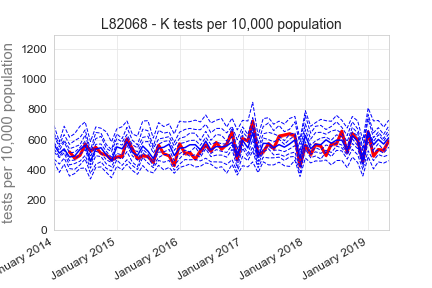 L82068 - K tests per 10,000 population
tests per 10,000 population
1200
1000
800
600
400
200
0
nuary 2014
January 2015
January 2016
January 2017
January 2018
January 2019